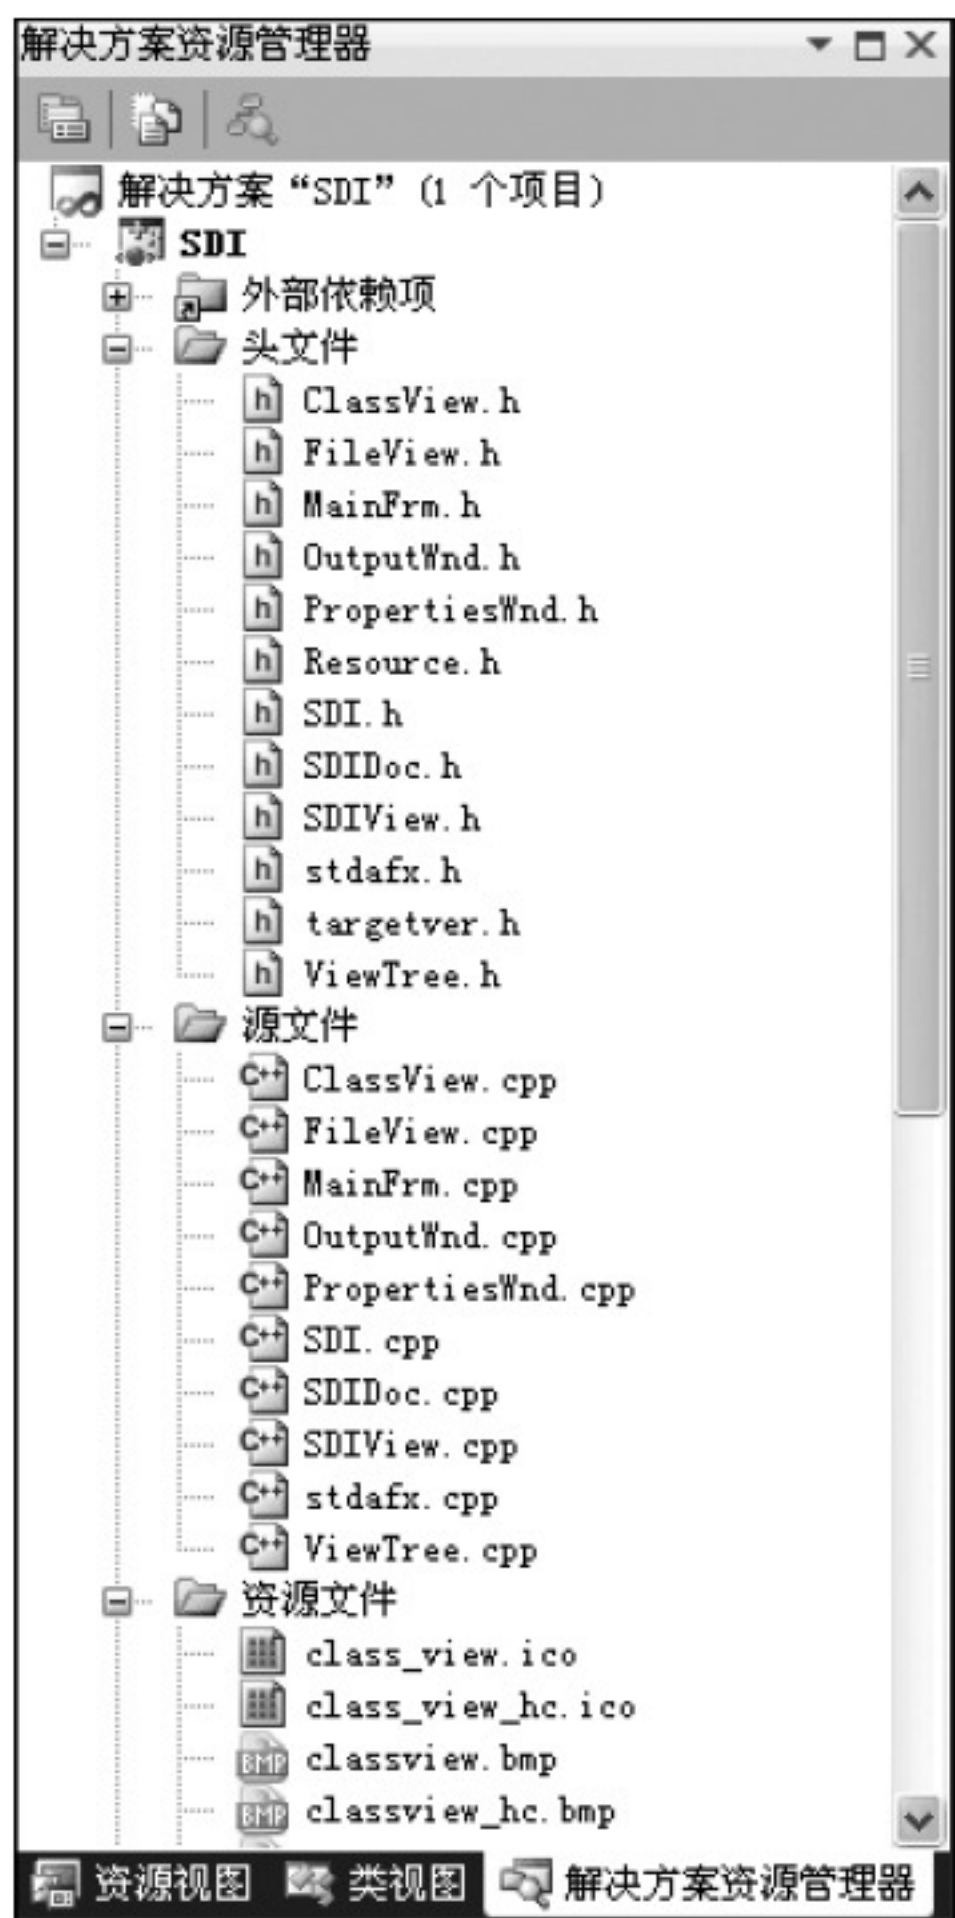 解决方案资源管理器
解决方案“SDI”(1 个项目)
SDI
外部依赖项
头文件
ClassView.h
FileView.h
MainFrm.h
OutputWnd.h
PropertiesWnd.h
Resource.h
SDI.h
SDIDoc.h
SDIView.h
stdafx.h
targetver.h
ViewTree.h
源文件
ClassView.cpp
FileView.cpp
MainFrm.cpp
OutputWnd.cpp
PropertiesWnd.cpp
SDI.cpp
SDIDoc.cpp
SDIView.cpp
stdafx.cpp
ViewTree.cpp
资源文件
class_view.ico
class_view_hc.ico
classview.bmp
classview_hc.bmp
资源视图 类视图 解决方案资源管理器